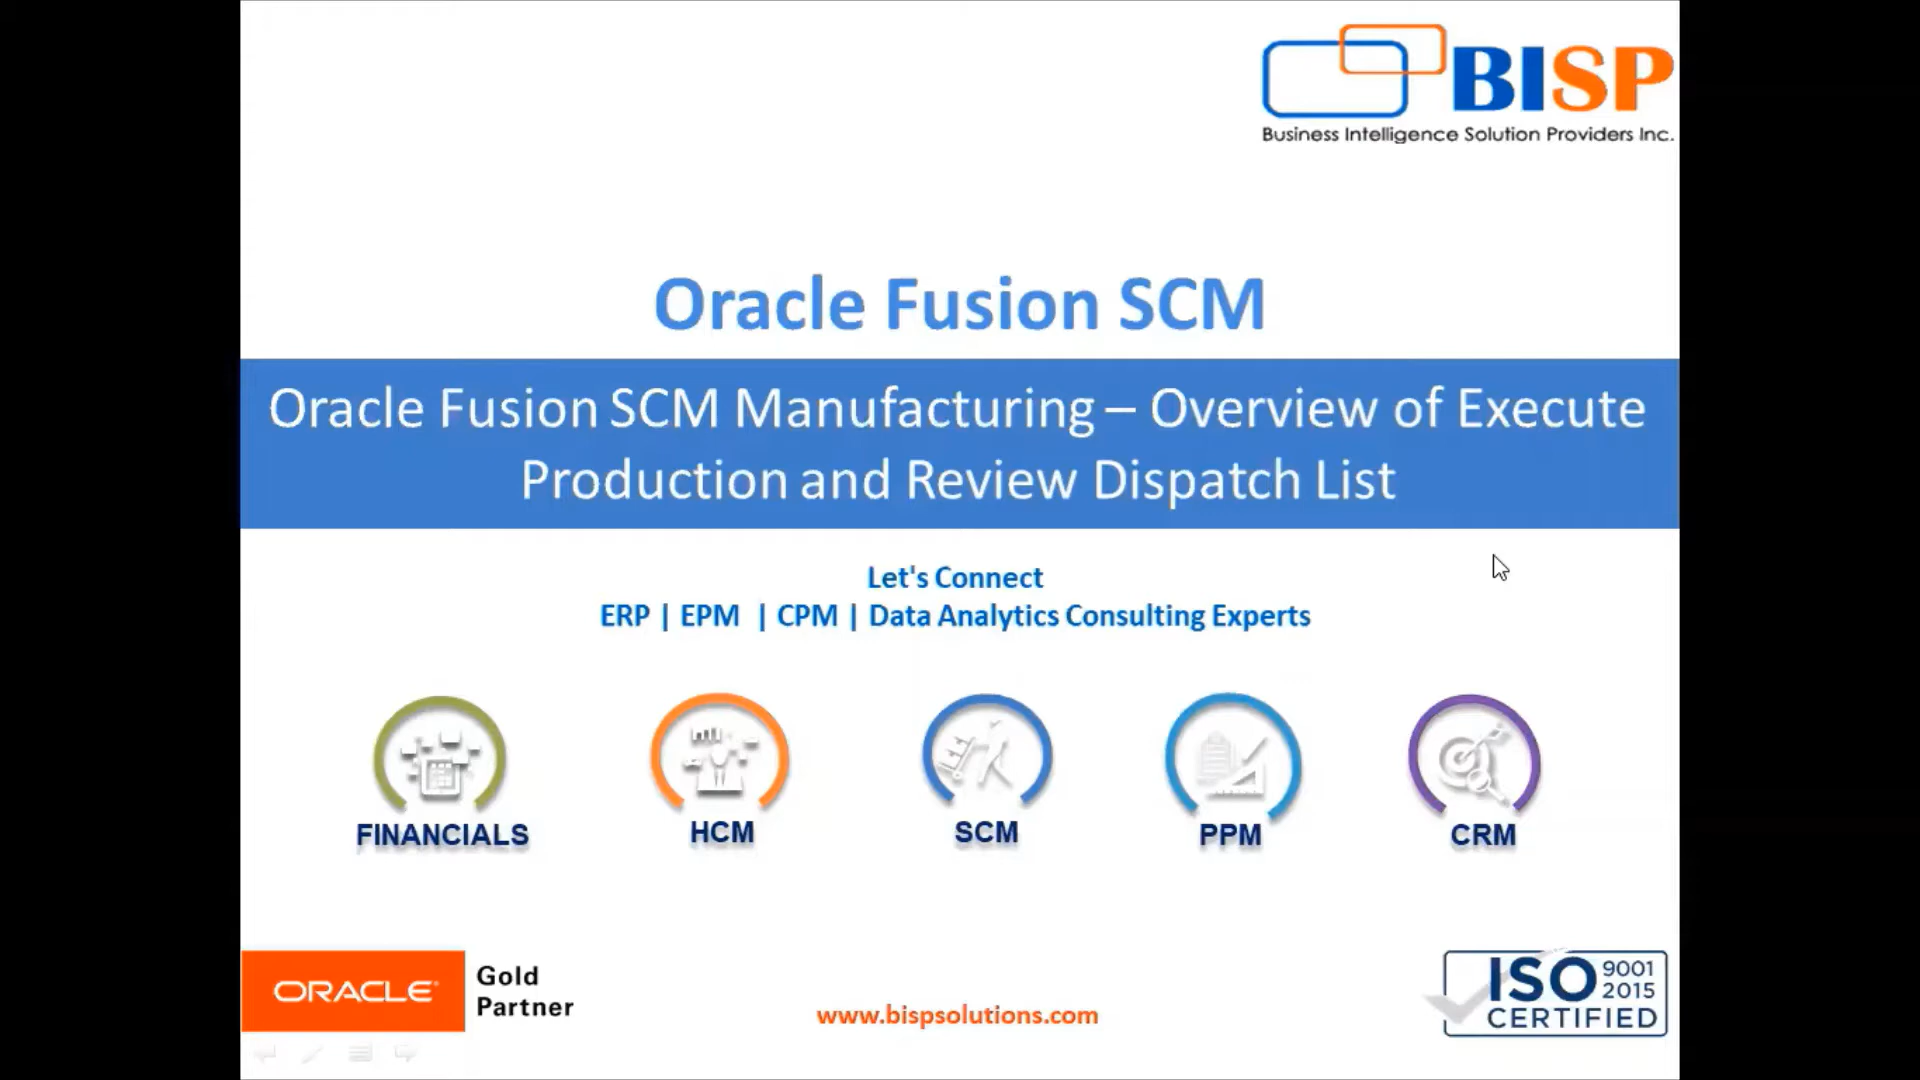 BISP
Business Intelligence Solution Providers Inc.
Oracle Fusion SCM
Oracle Fusion SCM Manufacturing – Overview of Execute
Production and Review Dispatch List
Let's Connect
ERP | EPM | CPM | Data Analytics Consulting Experts
FINANCIALS
HCM
SCM
PPM
CRM
ORACLE®
Gold
Partner
www.bispsolutions.com
ISO 9001
2015
CERTIFIED